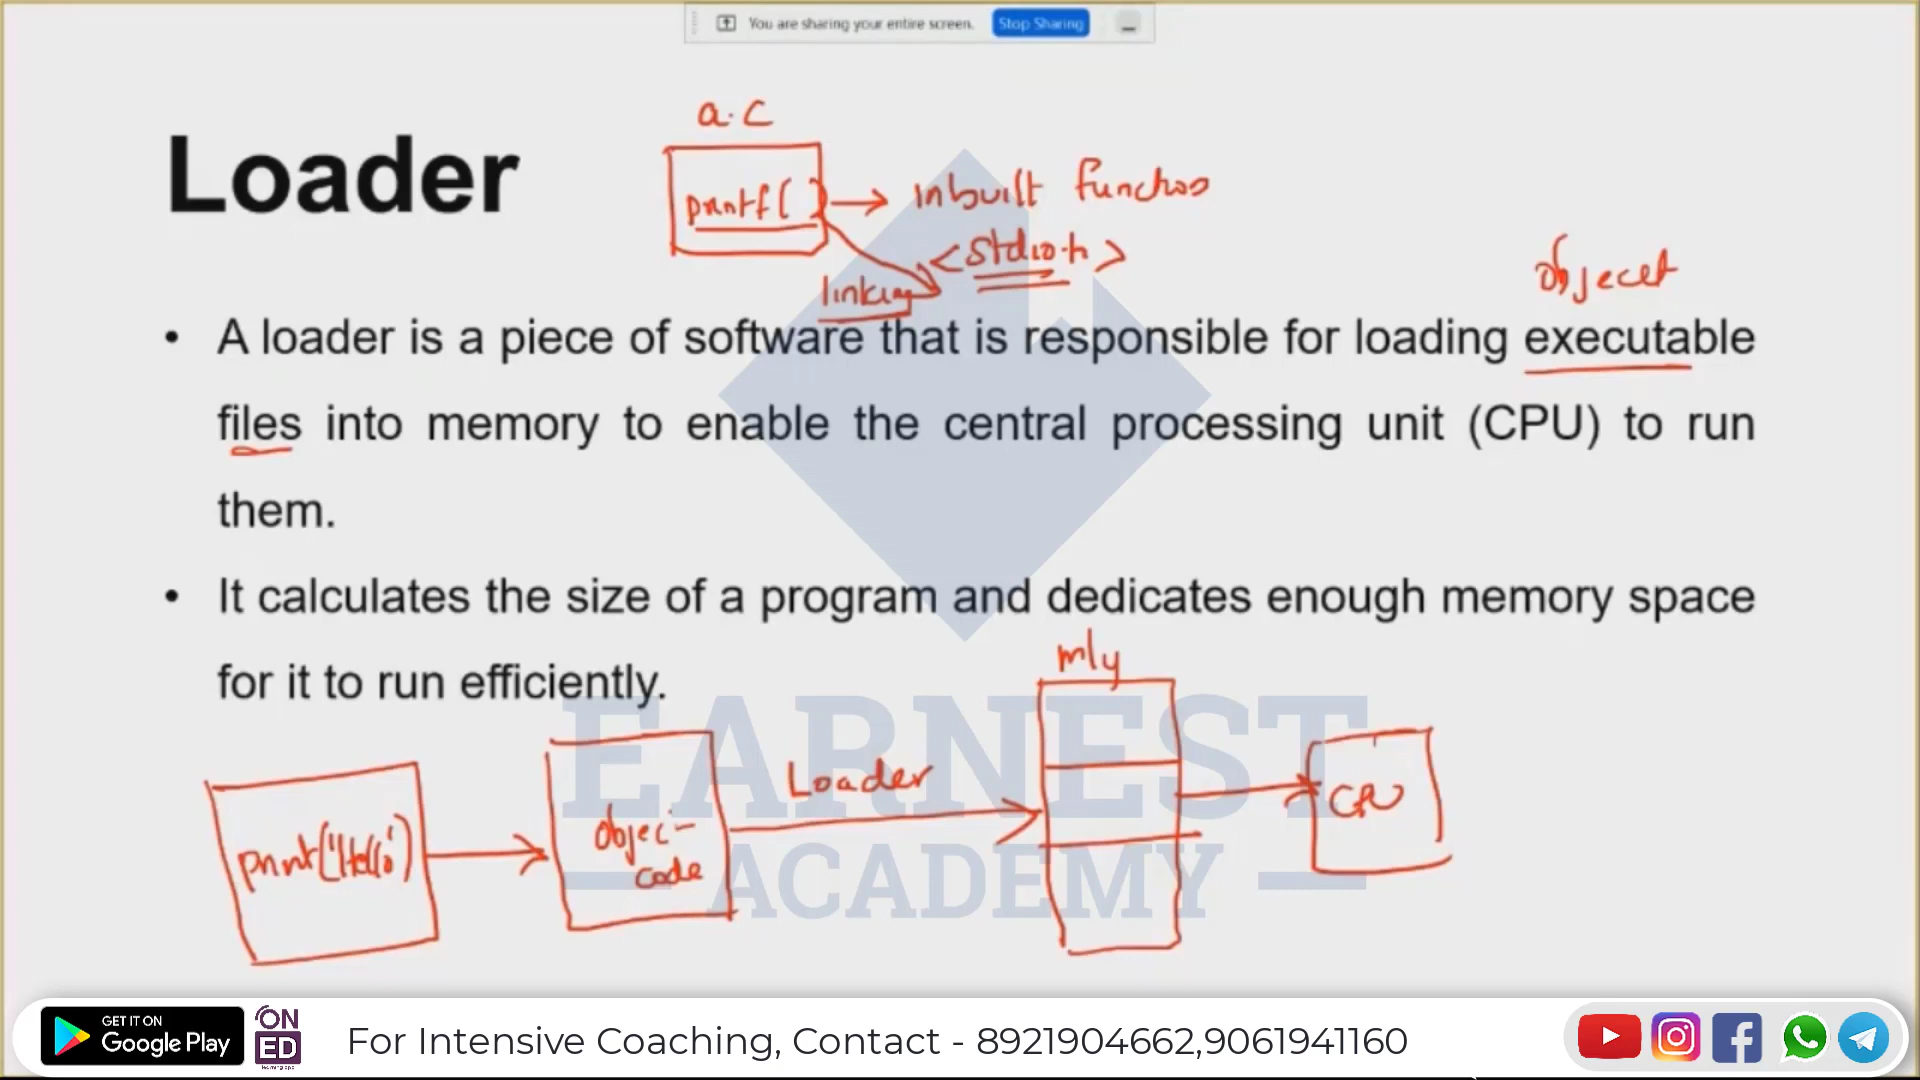 You are sharing your entire screen. Stop Sharing
a.c
Loader
printf( ) → inbuilt
<stdio.h>
linking
• A loader is a piece of software that is responsible for loading executable
files into memory to enable the central processing unit (CPU) to run
them.
• It calculates the size of a program and dedicates enough memory space
for it to run efficiently.
mly
EARNEST
ACADEMY
print('Hello')
Objec-
code
Loader
CPU
GET IT ON
Google Play
ON
ED
For Intensive Coaching, Contact - 8921904662,9061941160